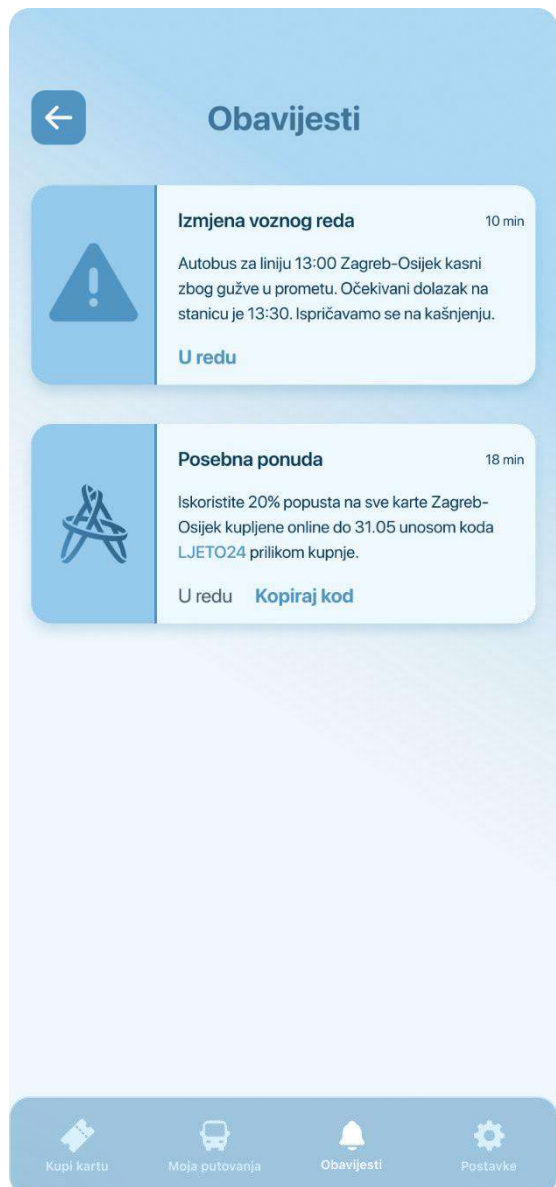 Obavijesti
Izmjena voznog reda
10 min
Autobus za liniju 13:00 Zagreb-Osijek kasni
zbog gužve u prometu. Očekivani dolazak na
stanicu je 13:30. Ispričavamo se na kašnjenju.
U redu
Posebna ponuda
18 min
Iskoristite 20% popusta na sve karte Zagreb-
Osijek kupljene online do 31.05 unosom koda
LJETO24 prilikom kupnje.
U redu
Kopiraj kod
Kupi kartu
Moja putovanja
Obavijesti
Postavke